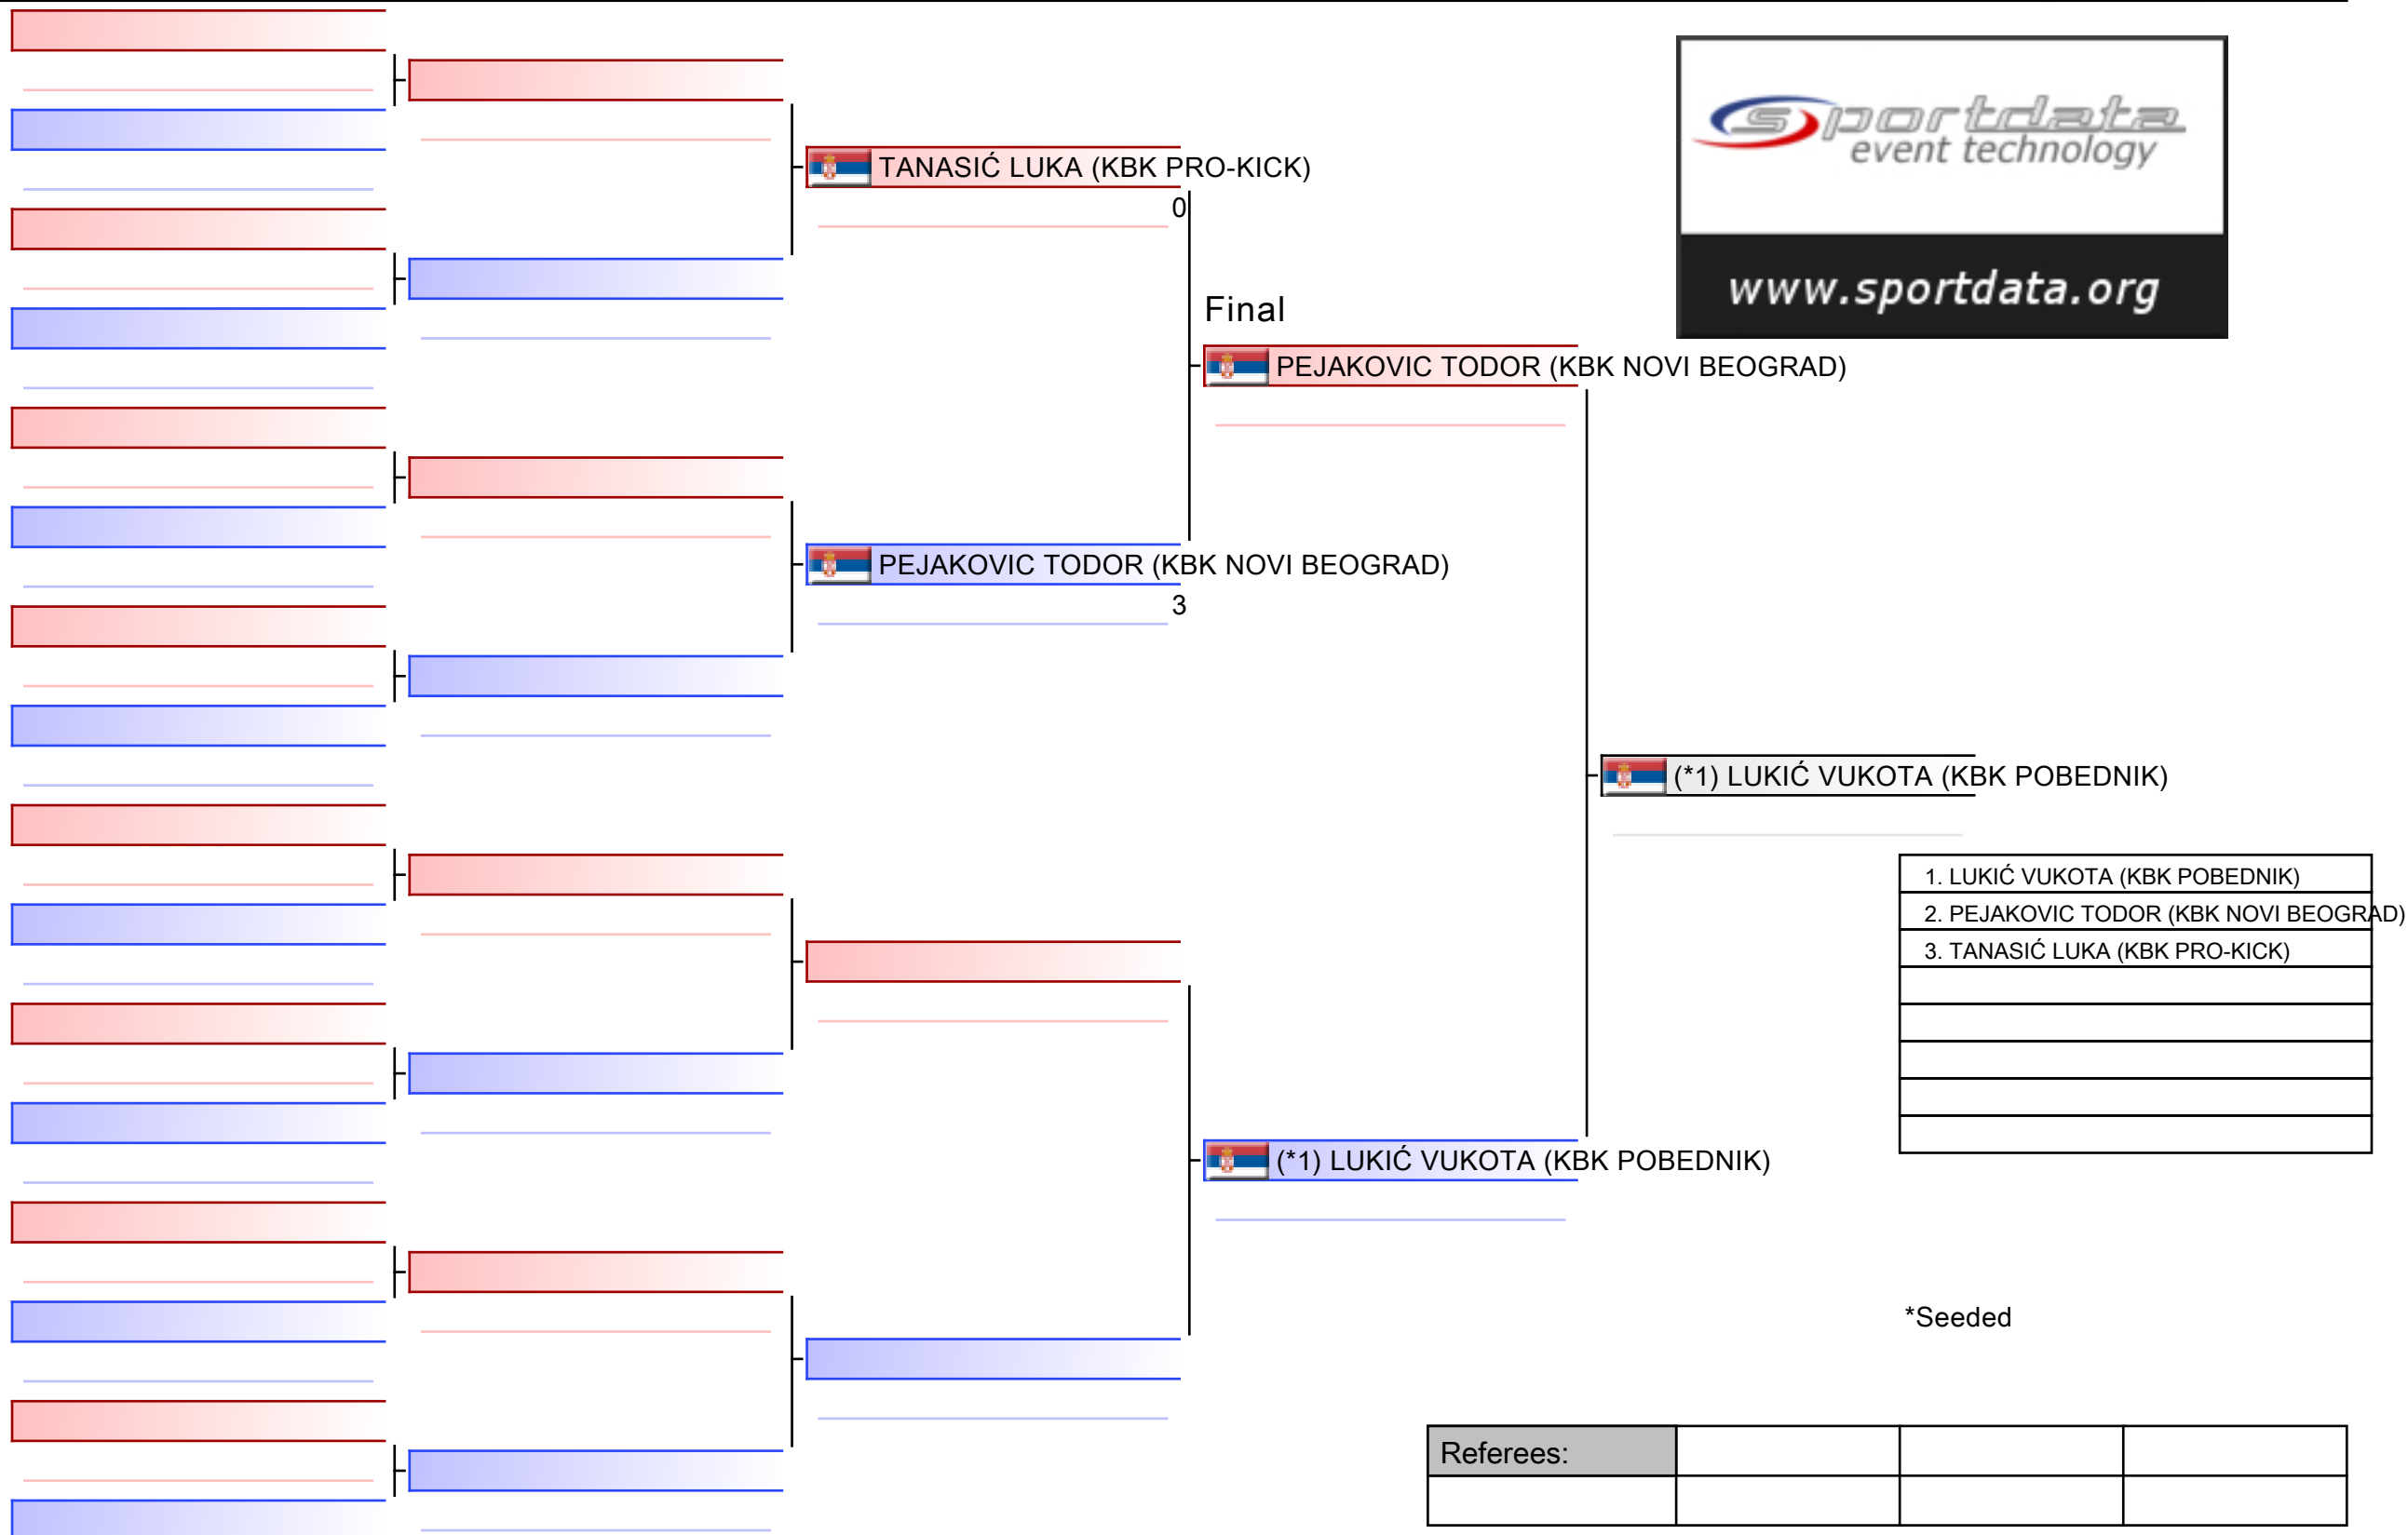 sportdata
event technology
www.sportdata.org
TANASIĆ LUKA (KBK PRO-KICK)
0
Final
PEJAKOVIC TODOR (KBK NOVI BEOGRAD)
PEJAKOVIC TODOR (KBK NOVI BEOGRAD)
3
(*1) LUKIĆ VUKOTA (KBK POBEDNIK)
1. LUKIĆ VUKOTA (KBK POBEDNIK)
2. PEJAKOVIC TODOR (KBK NOVI BEOGRAD)
3. TANASIĆ LUKA (KBK PRO-KICK)
(*1) LUKIĆ VUKOTA (KBK POBEDNIK)
*Seeded
Referees: